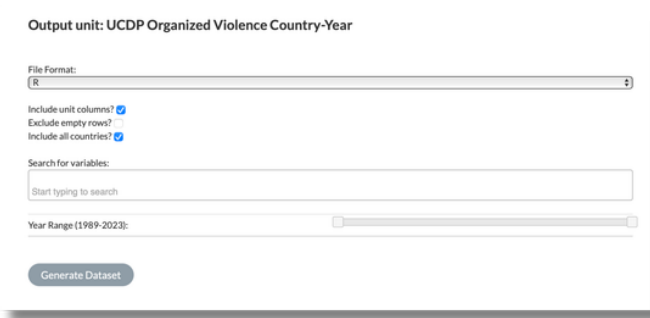 Output unit: UCDP Organized Violence Country-Year
File Format:
R
Include unit columns?
Exclude empty rows?
Include all countries?
Search for variables:
Start typing to search
Year Range (1989-2023):
Generate Dataset